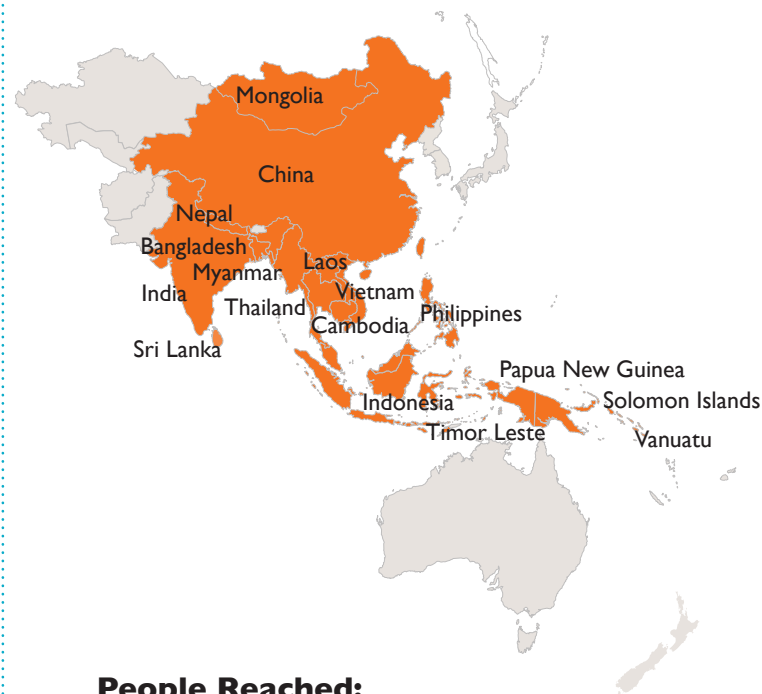 Mongolia
China
Nepal
Bangladesh
Laos
Myanmar
India
Vietnam
Thailand
Philippines
Cambodia
Sri Lanka
Papua New Guinea
Indonesia
Solomon Islands
Timor Leste
Vanuatu
People Reached: